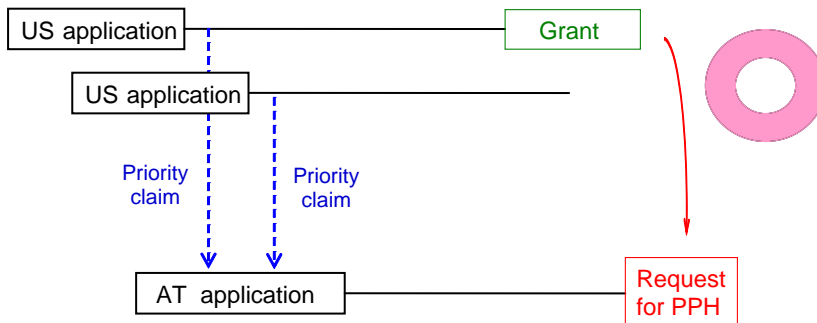 US application
Grant
US application
Priority
claim
Priority
claim
AT application
Request
for PPH